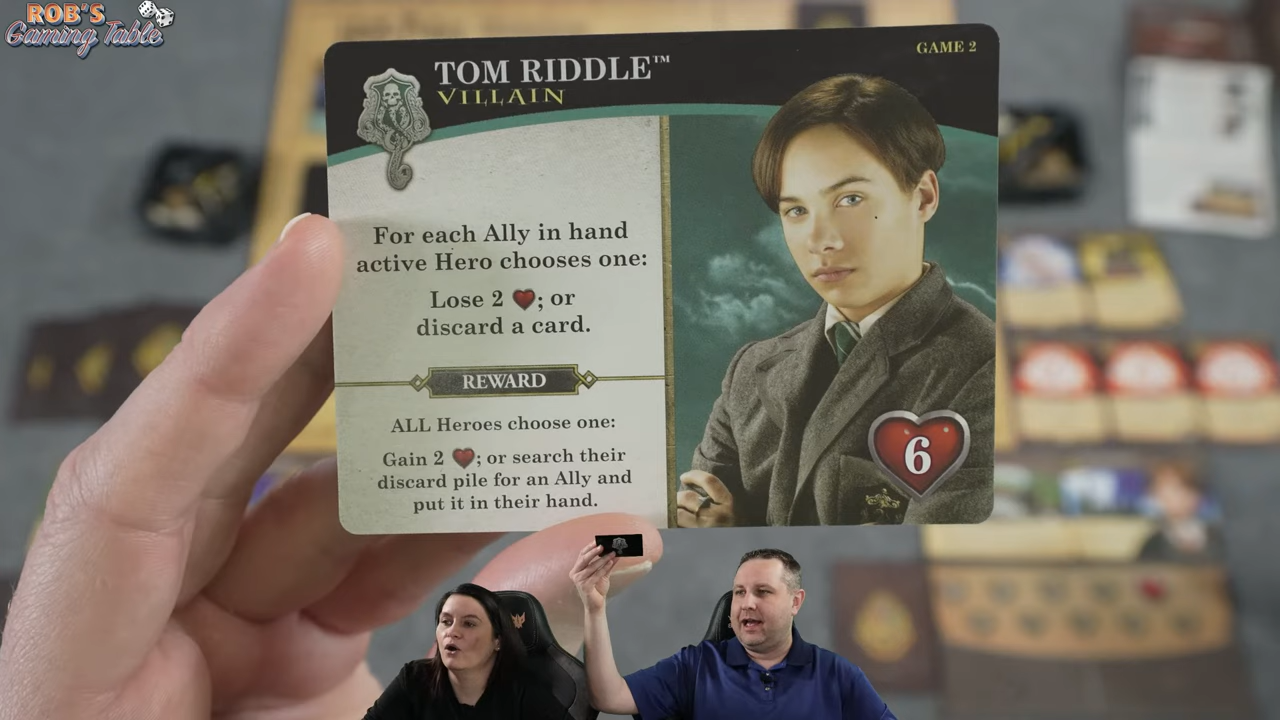 ROB'S
Gaming Table
GAME 2
TOM RIDDLE™
VILLAIN
For each Ally in hand
active Hero chooses one:
Lose 2 ; or
discard a card.
REWARD
ALL Heroes choose one:
Gain 2 ; or search their
discard pile for an Ally and
put it in their hand.
6